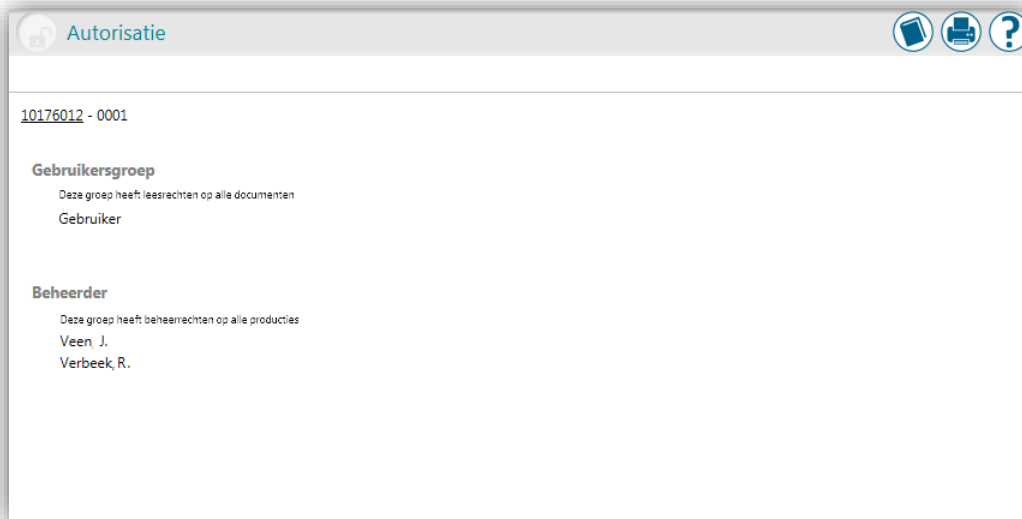 Autorisatie
10176012 - 0001
Gebruikersgroep
Deze groep heeft leesrechten op alle documenten
Gebruiker
Beheerder
Deze groep heeft beheerrechten op alle producties
Veen, J.
Verbeek, R.